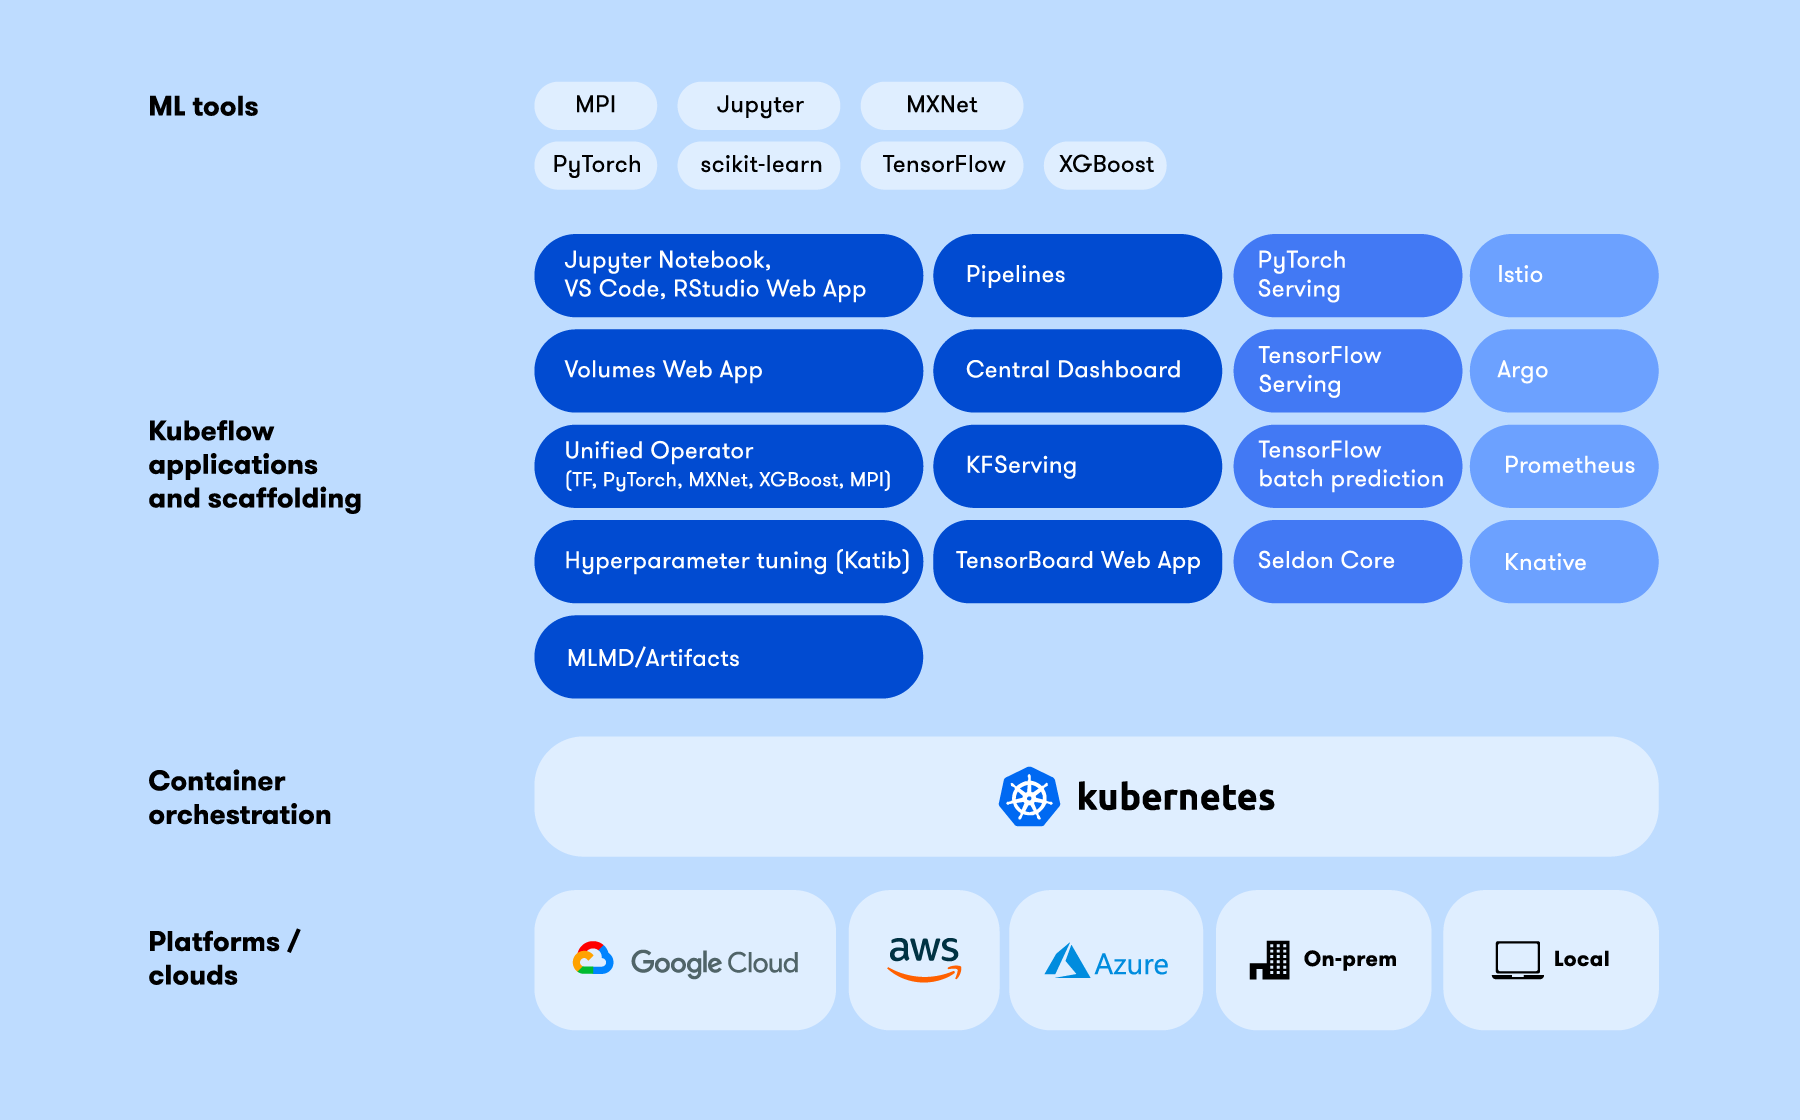 ML tools
MPI
Jupyter
MXNet
PyTorch
scikit-learn
TensorFlow
XGBoost
Kubeflow
applications
and scaffolding
Jupyter Notebook,
VS Code, RStudio Web App
Pipelines
PyTorch
Serving
Istio
Volumes Web App
Central Dashboard
TensorFlow
Serving
Argo
Unified Operator
(TF, PyTorch, MXNet, XGBoost, MPI)
KFServing
TensorFlow
batch prediction
Prometheus
Hyperparameter tuning (Katib)
TensorBoard Web App
Seldon Core
Knative
MLMD/Artifacts
Container
orchestration
kubernetes
Platforms /
clouds
Google Cloud
aws
Azure
On-prem
Local